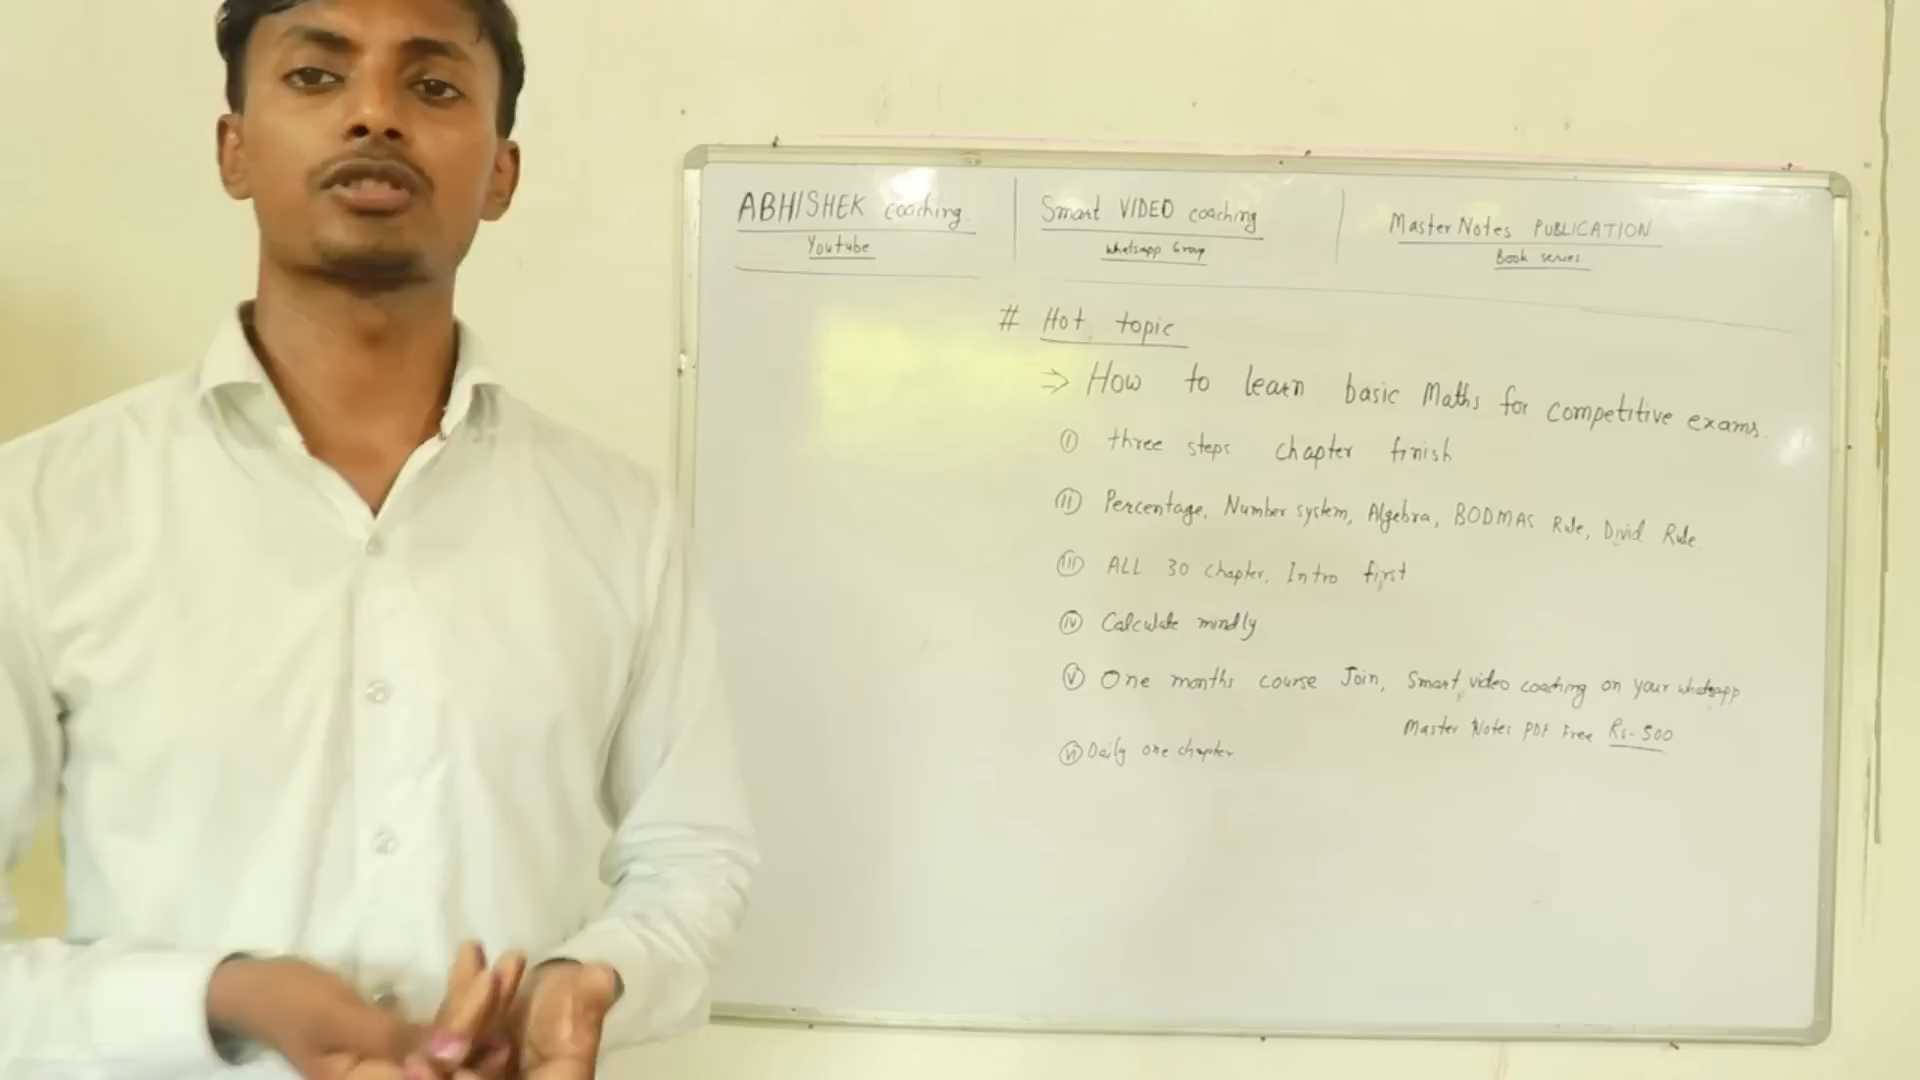 ABHISHEK coaching
Youtube
Smart VIDEO coaching
Whatsapp Group
Master Notes PUBLICATION
Book series
# Hot topic
⇒ How to learn basic Maths for competitive exams.
(i) three steps chapter finish
(ii) Percentage, Number system, Algebra, BODMAS Rule, Divid Rule.
(iii) ALL 30 chapter, Intro first
(iv) Calculate mindly
(v) One months course Join, Smart video coaching on your whatsapp
Master Notes PDF Free Rs-500
(vi) Daily one chapter